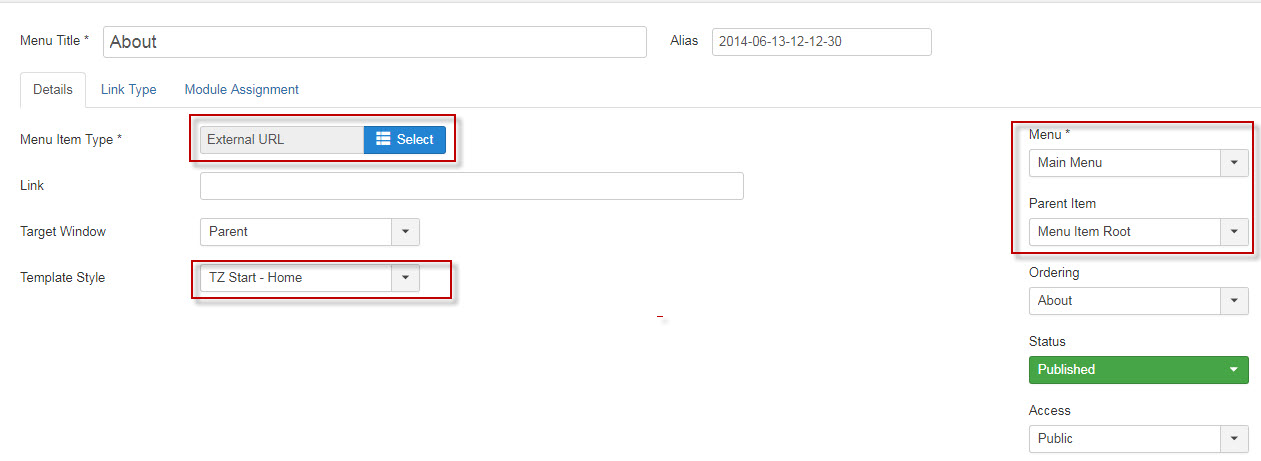 Menu Title * About Alias 2014-06-13-12-12-30
Details Link Type Module Assignment
Menu Item Type * External URL Select
Link
Target Window Parent
Template Style TZ Start - Home
Menu *
Main Menu
Parent Item
Menu Item Root
Ordering
About
Status
Published
Access
Public